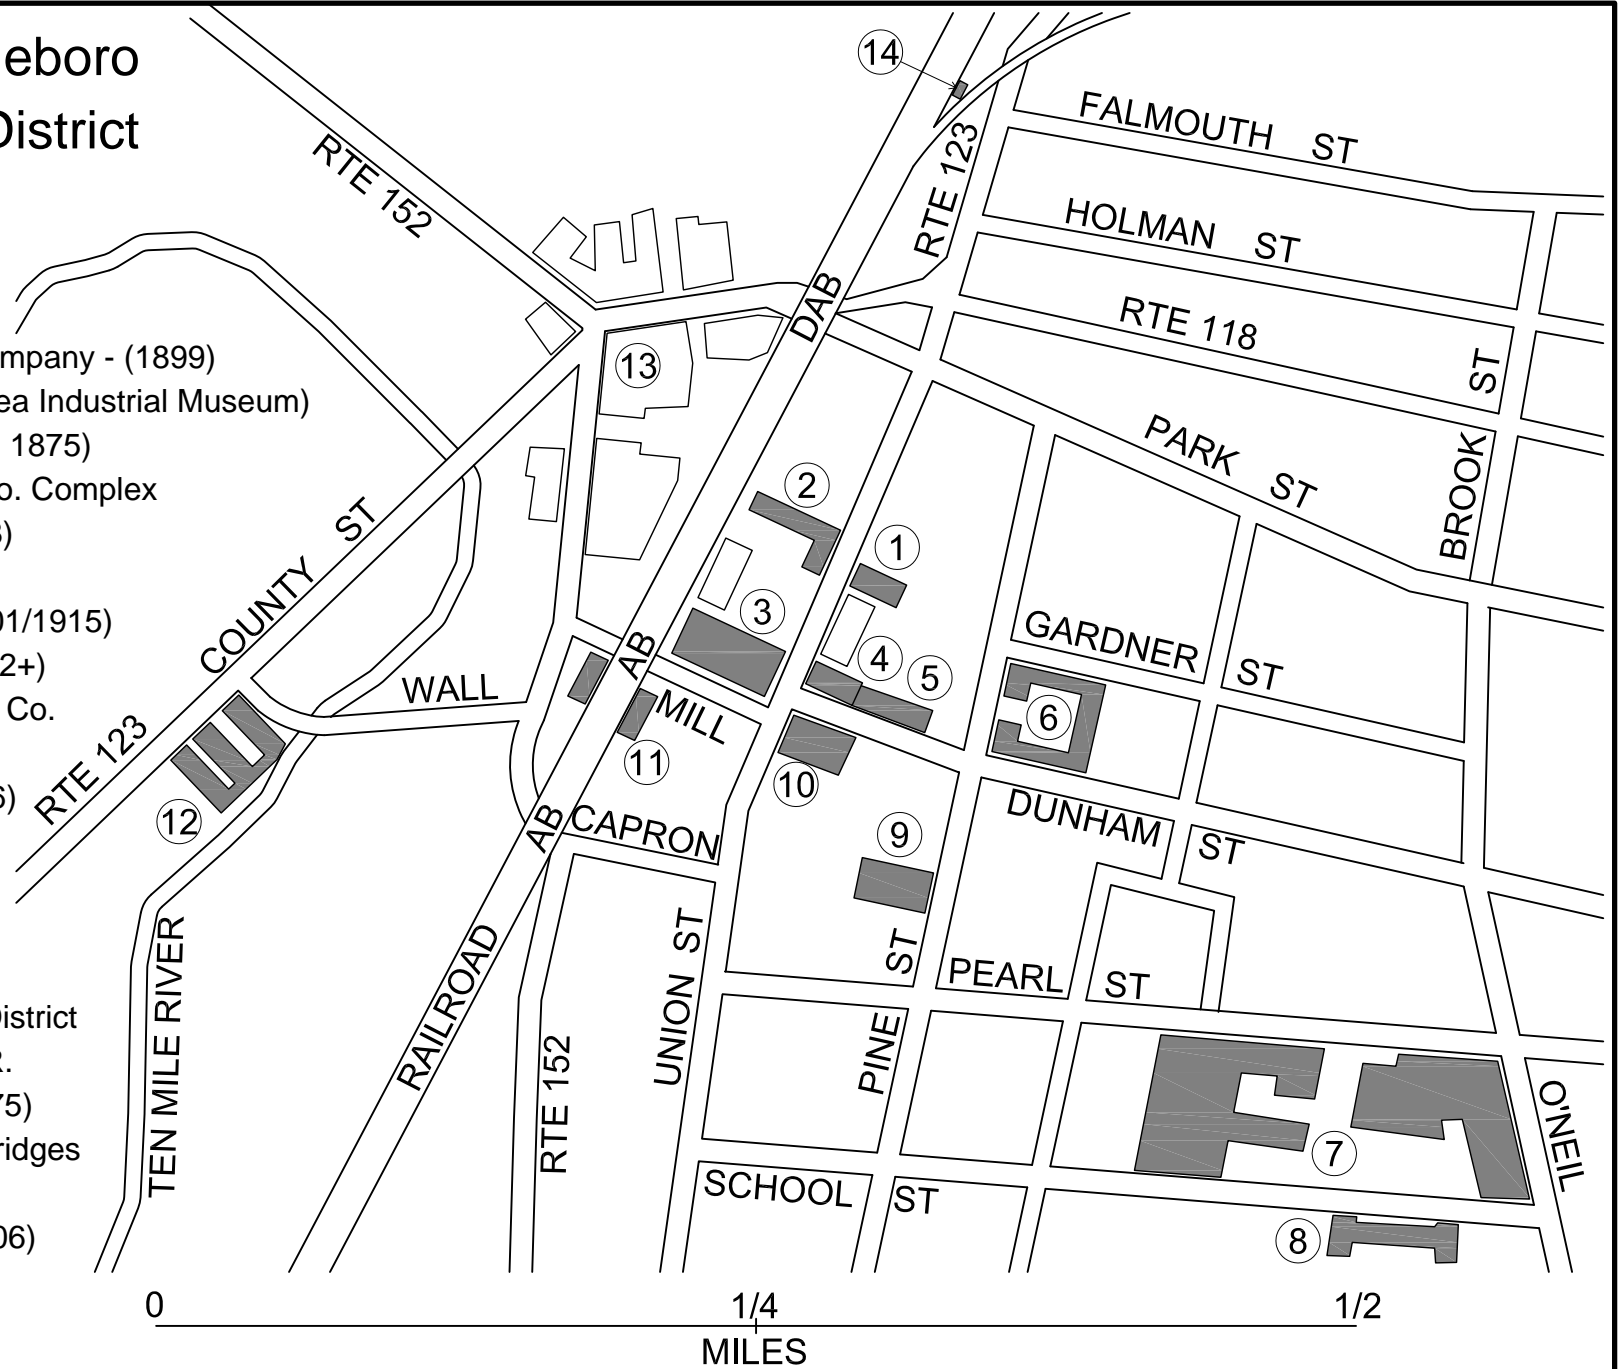 eboro
District
mpany - (1899)
ea Industrial Museum)
1875)
o. Complex
)
01/1915)
2+)
Co.
6)
District
R.
75)
ridges
06)
14
FALMOUTH ST
RTE 123
RTE 152
HOLMAN ST
DAB
RTE 118
13
ST
BROOK
PARK ST
2
1
COUNTY ST
3
GARDNER ST
AB
4
5
WALL
MILL
6
RTE 123
11
10
12
AB
CAPRON
DUNHAM ST
9
RAILROAD
UNION ST
ST
PINE
PEARL ST
TEN MILE RIVER
RTE 152
O'NEIL
7
SCHOOL ST
8
0 1/4 1/2
MILES